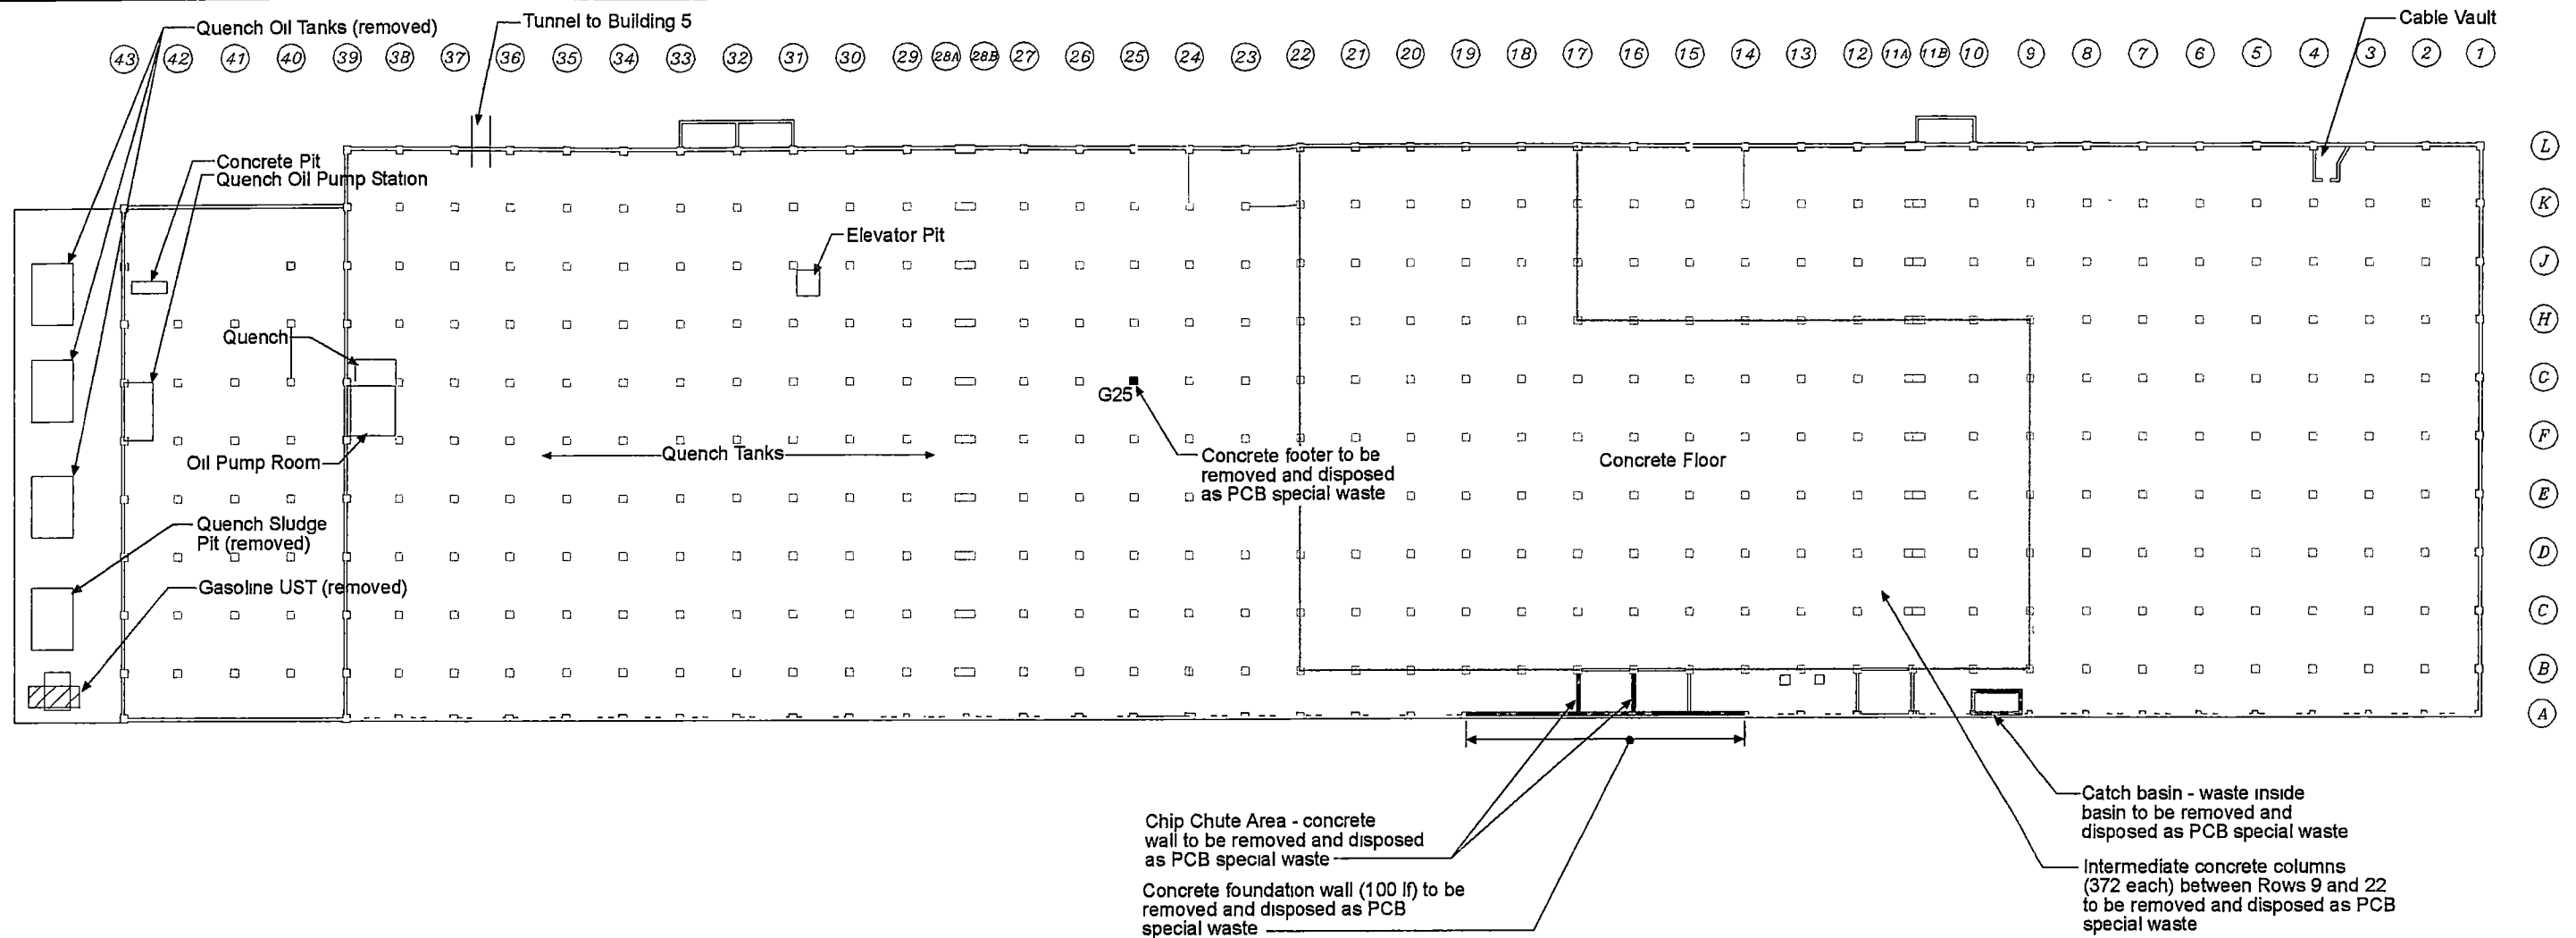 Quench Oil Tanks (removed)
Tunnel to Building 5
Cable Vault
43 42 41 40 39 38 37 36 35 34 33 32 31 30 29 28A 28B 27 26 25 24 23 22 21 20 19 18 17 16 15 14 13 12 11A 11B 10 9 8 7 6 5 4 3 2 1
L
Concrete Pit
Quench Oil Pump Station
K
Elevator Pit
J
H
Quench
G
G25
F
Oil Pump Room
Quench Tanks
Concrete footer to be
removed and disposed
as PCB special waste
Concrete Floor
E
Quench Sludge
Pit (removed)
D
Gasoline UST (removed)
C
B
A
Chip Chute Area - concrete
wall to be removed and disposed
as PCB special waste
Concrete foundation wall (100 lf) to be
removed and disposed as PCB
special waste
Catch basin - waste inside
basin to be removed and
disposed as PCB special waste
Intermediate concrete columns
(372 each) between Rows 9 and 22
to be removed and disposed as PCB
special waste